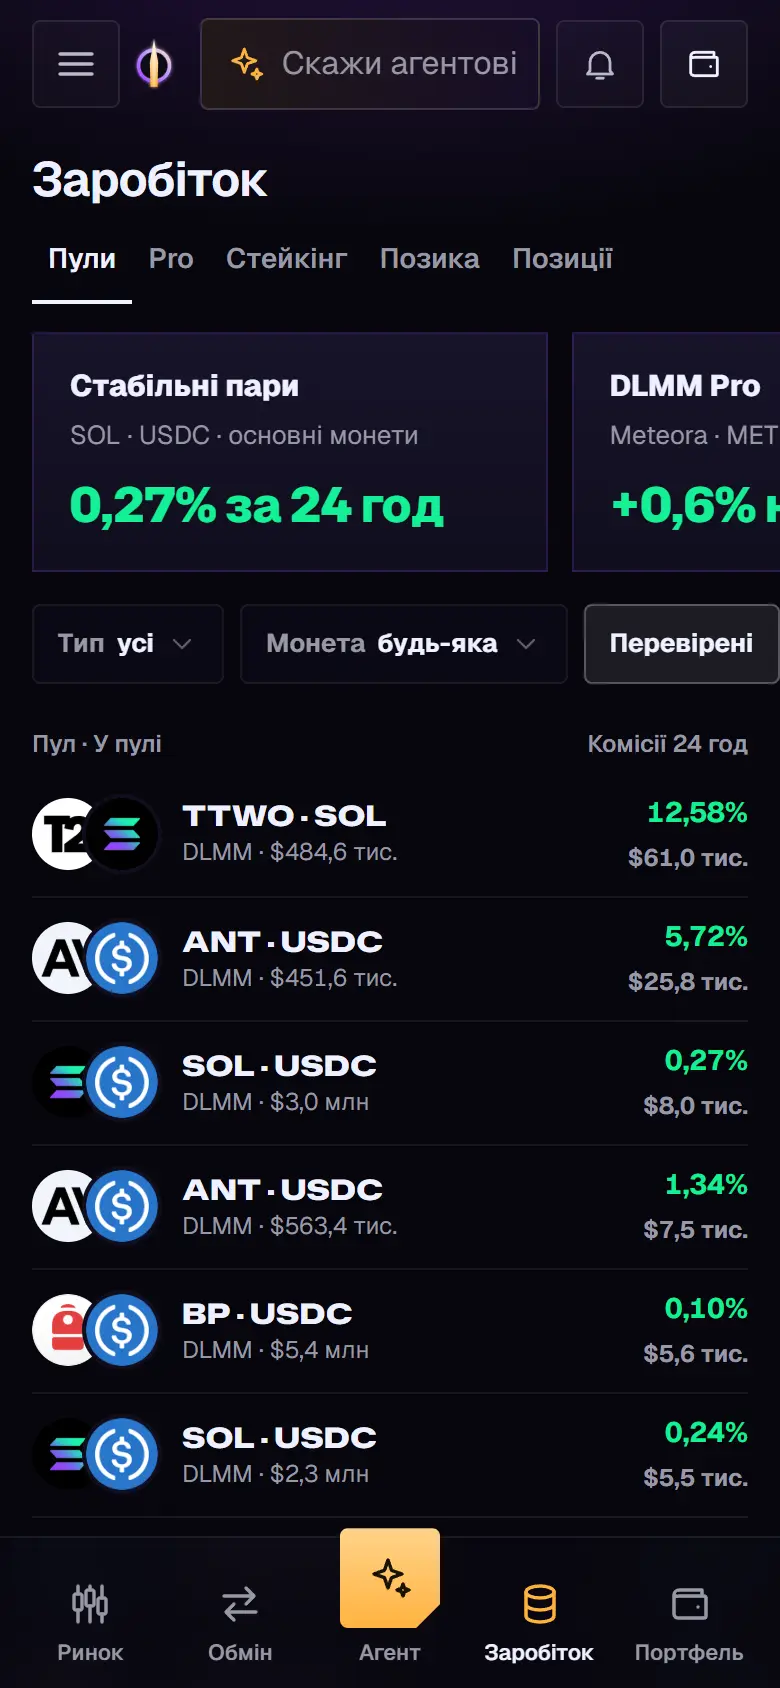 Скажи агентові
Заробіток
Пули Pro Стейкінг Позика Позиції
Стабільні пари
SOL · USDC · основні монети
0,27% за 24 год
DLMM Pro
Meteora · MET
+0,6%
Тип усі
Монета будь-яка
Перевірені
Пул · У пулі
Комісії 24 год
T2
TTWO · SOL
12,58%
DLMM · $484,6 тис.
$61,0 тис.
ANT · USDC
5,72%
DLMM · $451,6 тис.
$25,8 тис.
SOL · USDC
0,27%
DLMM · $3,0 млн
$8,0 тис.
ANT · USDC
1,34%
DLMM · $563,4 тис.
$7,5 тис.
BP · USDC
0,10%
DLMM · $5,4 млн
$5,6 тис.
SOL · USDC
0,24%
DLMM · $2,3 млн
$5,5 тис.
Ринок Обмін Агент Заробіток Портфель